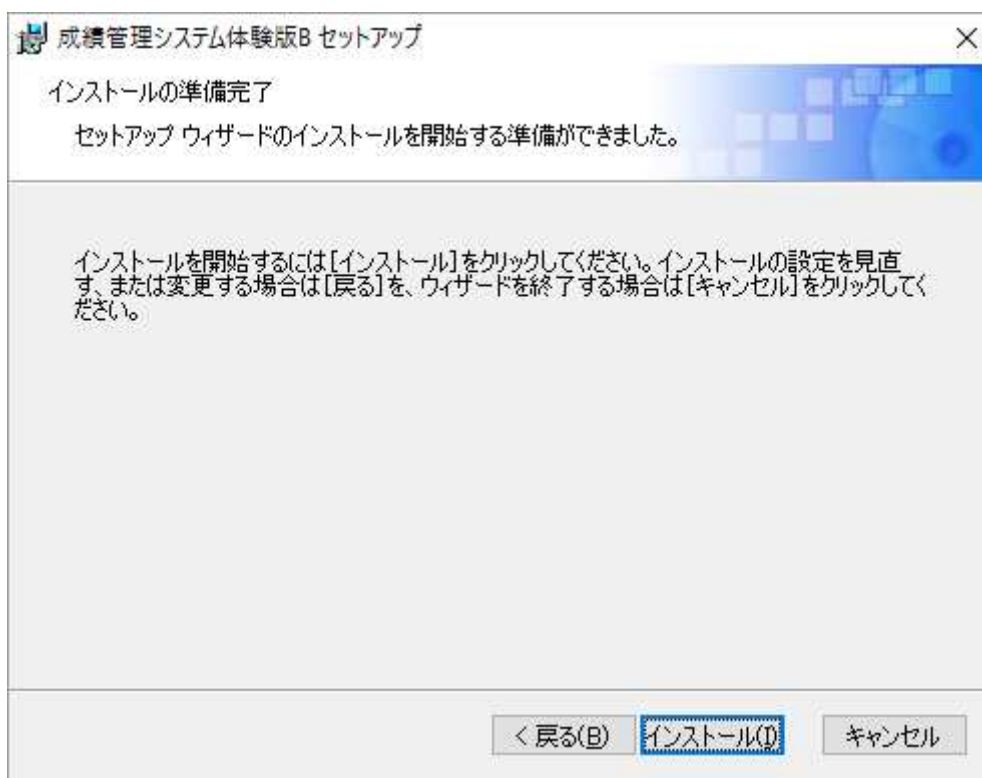 成績管理システム体験版B セットアップ
インストールの準備完了
セットアップ ウィザードのインストールを開始する準備ができました。
インストールを開始するには[インストール]をクリックしてください。インストールの設定を見直
す、または変更する場合は[戻る]を、ウィザードを終了する場合は[キャンセル]をクリックしてく
ださい。
< 戻る(B) インストール(I) キャンセル